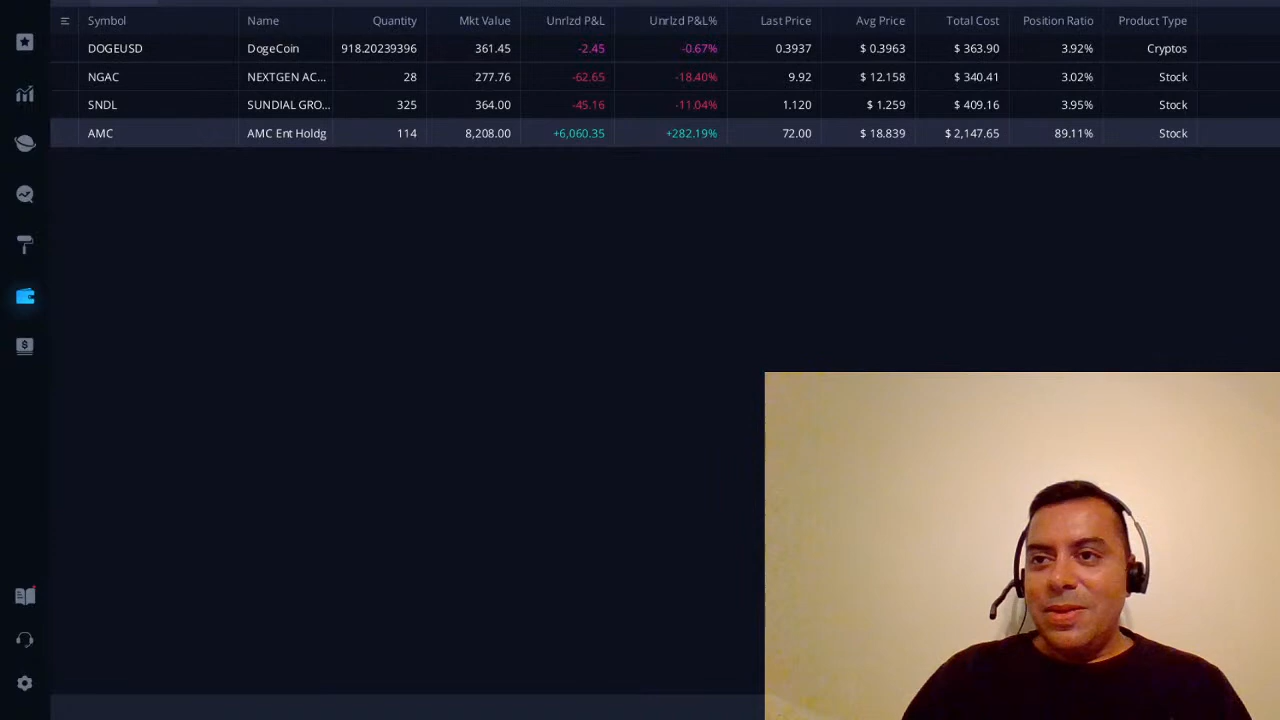 Symbol Name Quantity Mkt Value Unrlzd P&L Unrlzd P&L% Last Price Avg Price Total Cost Position Ratio Product Type
DOGEUSD DogeCoin 918.20239396 361.45 -2.45 -0.67% 0.3937 $ 0.3963 $ 363.90 3.92% Cryptos
NGAC NEXTGEN AC... 28 277.76 -62.65 -18.40% 9.92 $ 12.158 $ 340.41 3.02% Stock
SNDL SUNDIAL GRO... 325 364.00 -45.16 -11.04% 1.120 $ 1.259 $ 409.16 3.95% Stock
AMC AMC Ent Holdg 114 8,208.00 +6,060.35 +282.19% 72.00 $ 18.839 $ 2,147.65 89.11% Stock